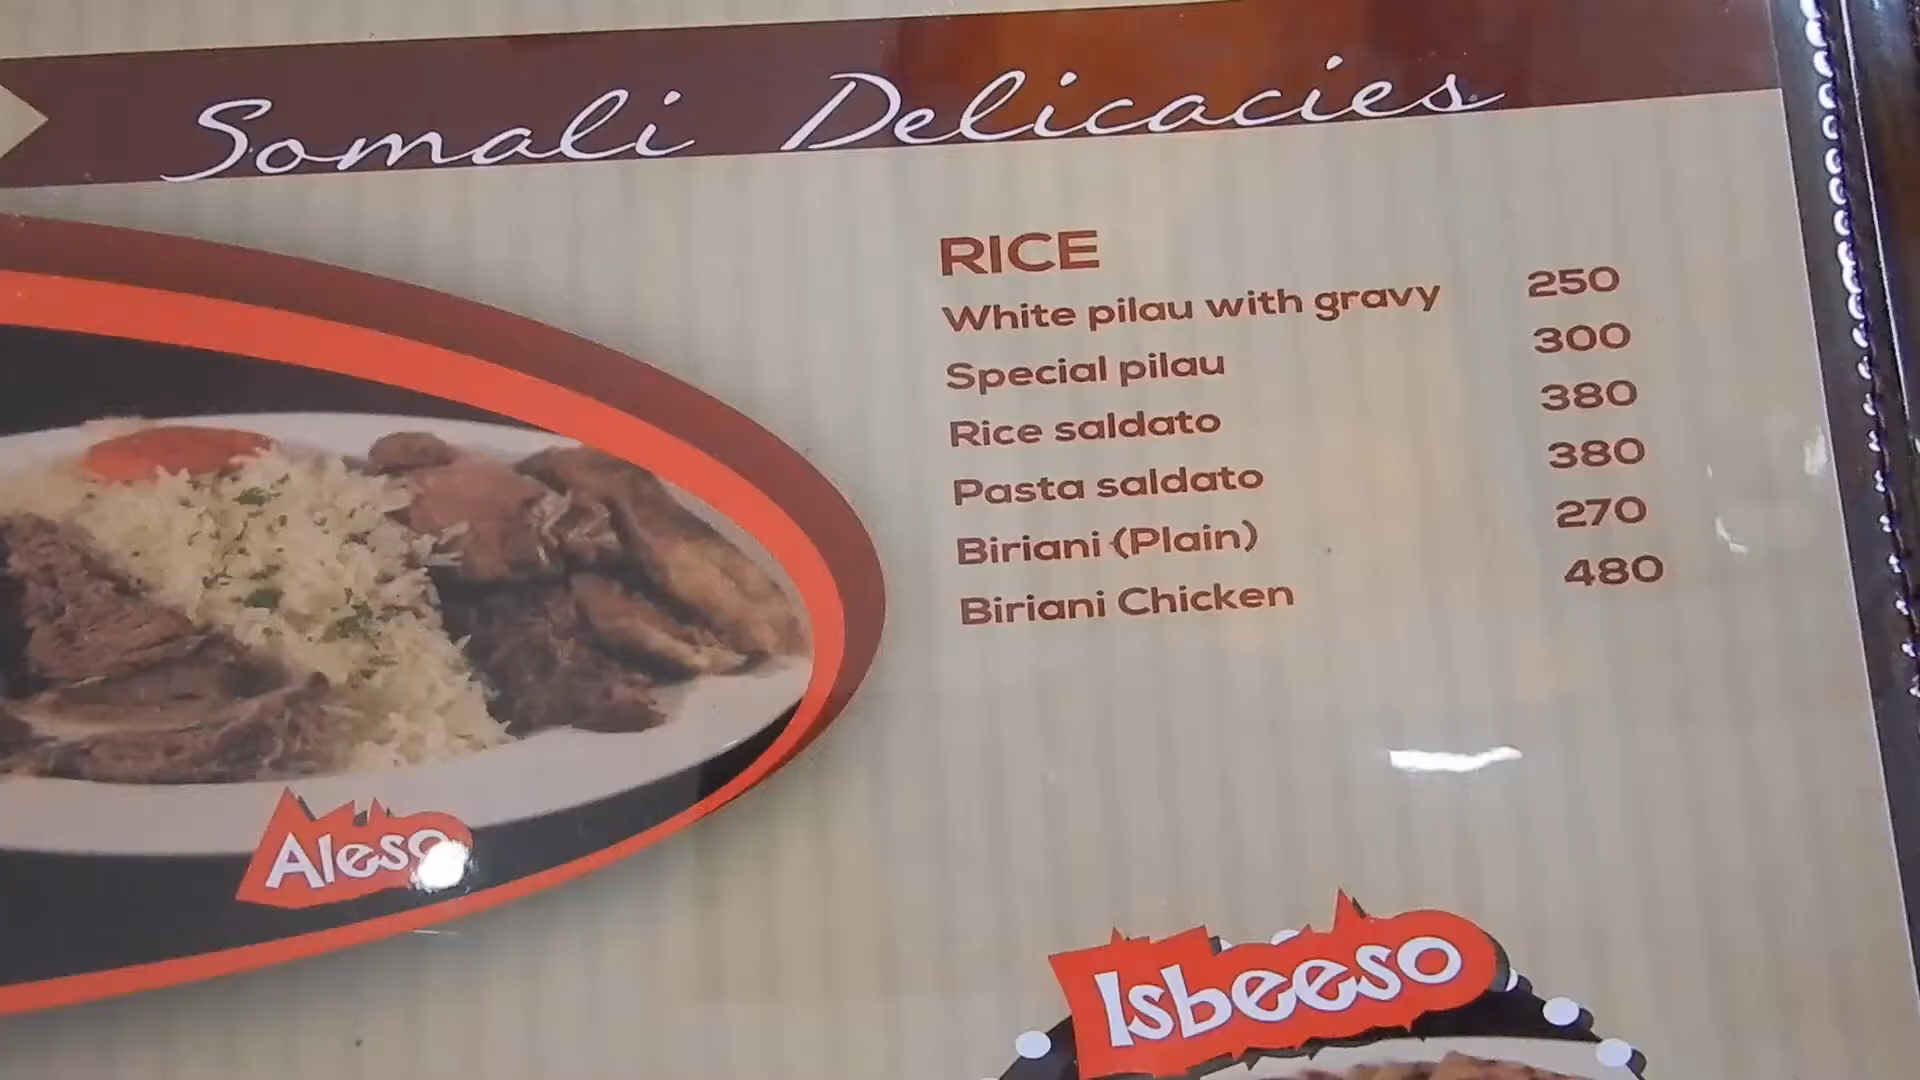 Somali Delicacies
RICE
White pilau with gravy 250
Special pilau 300
Rice saldato 380
Pasta saldato 380
Biriani (Plain) 270
Biriani Chicken 480
Aleso
Isbeeso